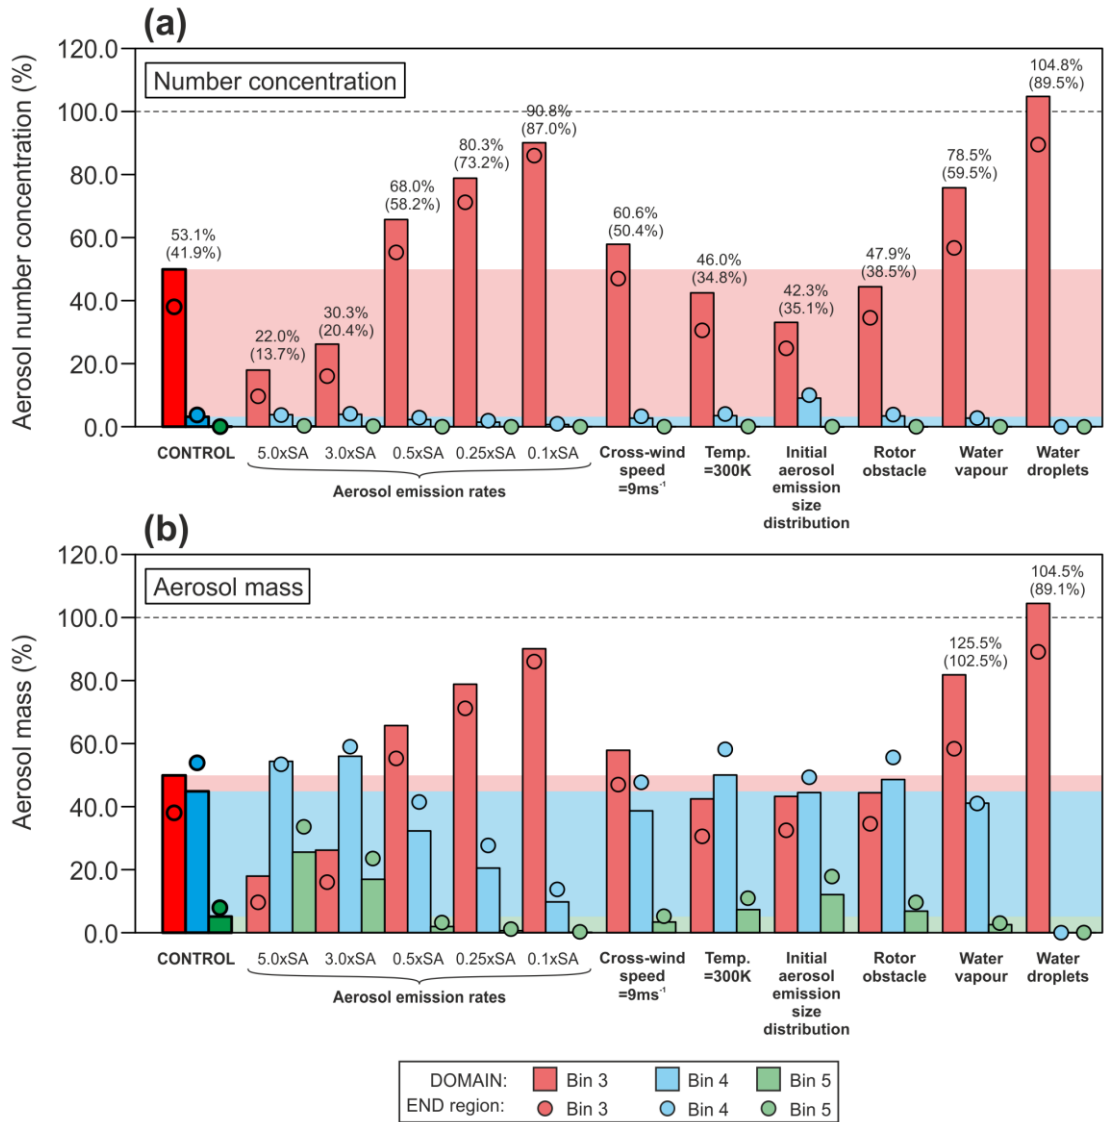 (a)
Number concentration
Aerosol number concentration (%)
120.0
100.0
80.0
60.0
40.0
20.0
0.0
53.1%
(41.9%)
22.0%
(13.7%)
30.3%
(20.4%)
68.0%
(58.2%)
80.3%
(73.2%)
90.8%
(87.0%)
60.6%
(50.4%)
46.0%
(34.8%)
42.3%
(35.1%)
47.9%
(38.5%)
78.5%
(59.5%)
104.8%
(89.5%)
CONTROL
5.0xSA
3.0xSA
0.5xSA
0.25xSA
0.1xSA
Aerosol emission rates
Cross-wind
speed
=9ms⁻¹
Temp.
=300K
Initial
aerosol
emission
size
distribution
Rotor
obstacle
Water
vapour
Water
droplets
(b)
Aerosol mass
Aerosol mass (%)
120.0
100.0
80.0
60.0
40.0
20.0
0.0
125.5%
(102.5%)
104.5%
(89.1%)
CONTROL
5.0xSA
3.0xSA
0.5xSA
0.25xSA
0.1xSA
Aerosol emission rates
Cross-wind
speed
=9ms⁻¹
Temp.
=300K
Initial
aerosol
emission
size
distribution
Rotor
obstacle
Water
vapour
Water
droplets
DOMAIN: Bin 3 Bin 4 Bin 5
END region: Bin 3 Bin 4 Bin 5